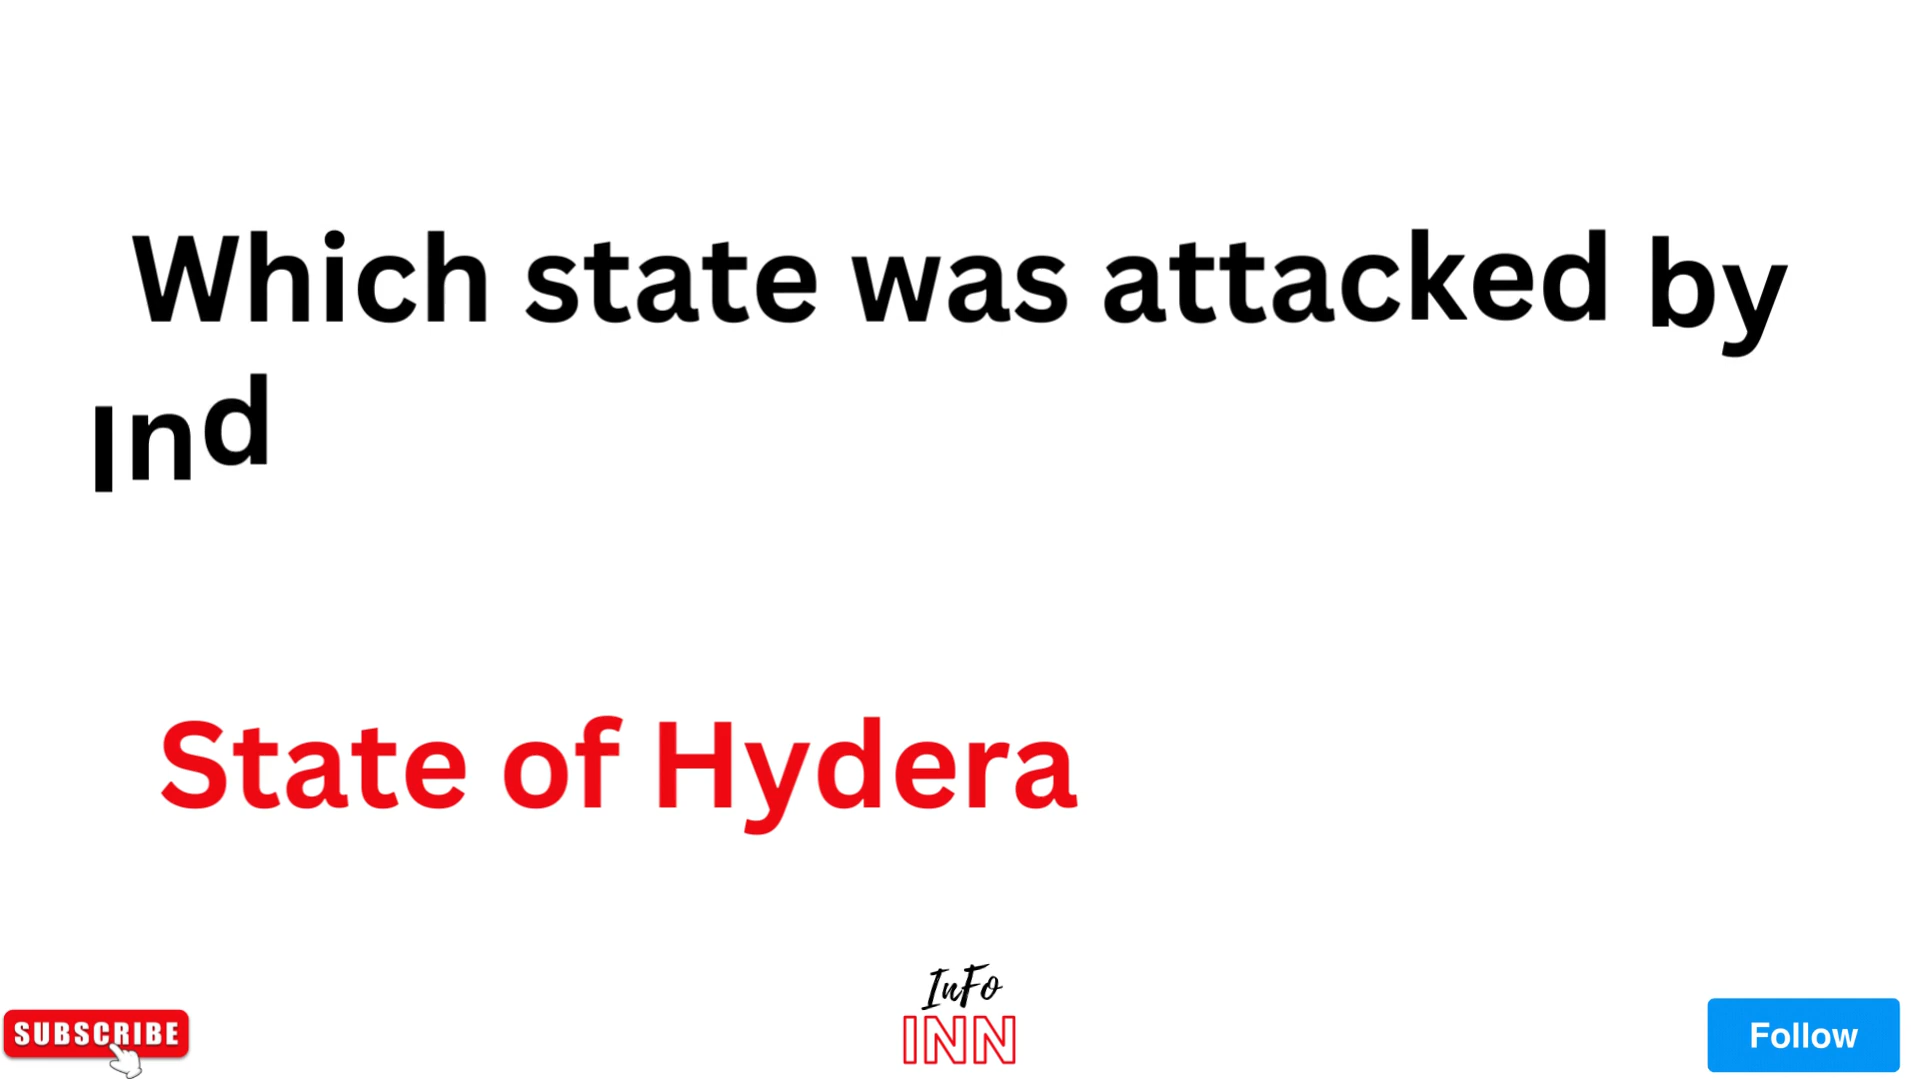 Which state was attacked by
Ind
State of Hydera
InFo
INN
SUBSCRIBE
Follow